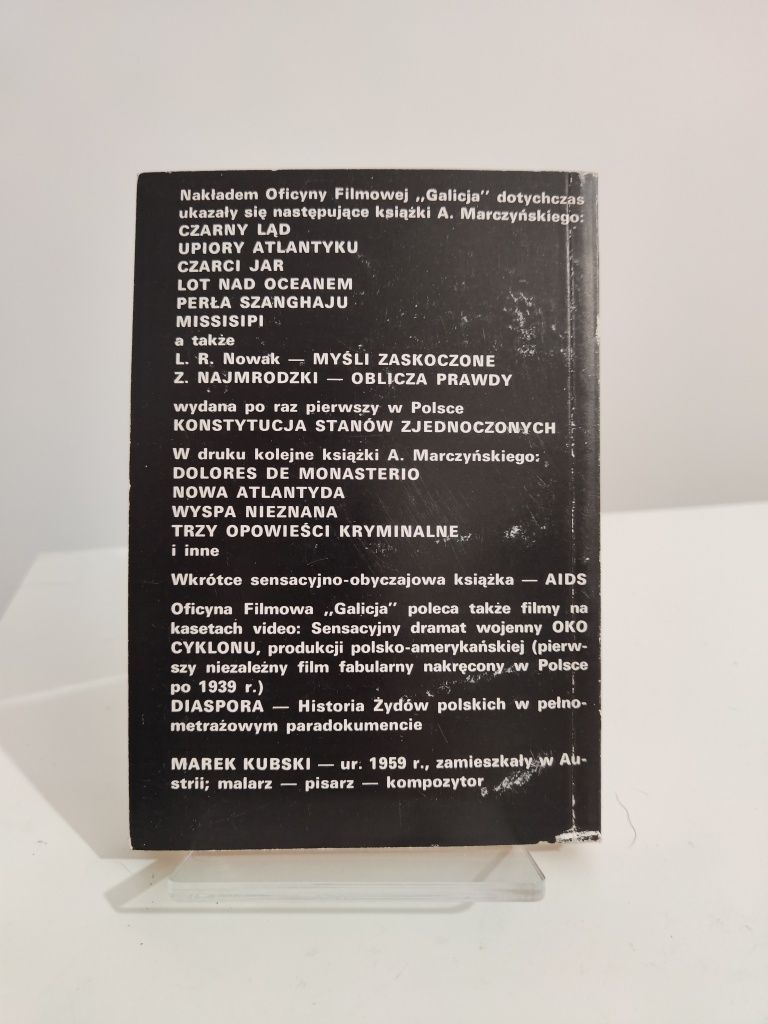 Nakładem Oficyny Filmowej ,,Galicja" dotychczas
ukazały się następujące książki A. Marczyńskiego:
CZARNY LĄD
UPIORY ATLANTYKU
CZARCI JAR
LOT NAD OCEANEM
PERŁA SZANGHAJU
MISSISIPI
a także
L. R. Nowak — MYŚLI ZASKOCZONE
Z. NAJMRODZKI — OBLICZA PRAWDY
wydana po raz pierwszy w Polsce
KONSTYTUCJA STANÓW ZJEDNOCZONYCH
W druku kolejne książki A. Marczyńskiego:
DOLORES DE MONASTERIO
NOWA ATLANTYDA
WYSPA NIEZNANA
TRZY OPOWIEŚCI KRYMINALNE
i inne
Wkrótce sensacyjno-obyczajowa książka — AIDS
Oficyna Filmowa ,,Galicja" poleca także filmy na
kasetach video: Sensacyjny dramat wojenny OKO
CYKLONU, produkcji polsko-amerykańskiej (pierw-
szy niezależny film fabularny nakręcony w Polsce
po 1939 r.)
DIASPORA — Historia Żydów polskich w pełno-
metrażowym paradokumencie
MAREK KUBSKI — ur. 1959 r., zamieszkały w Au-
strii; malarz — pisarz — kompozytor